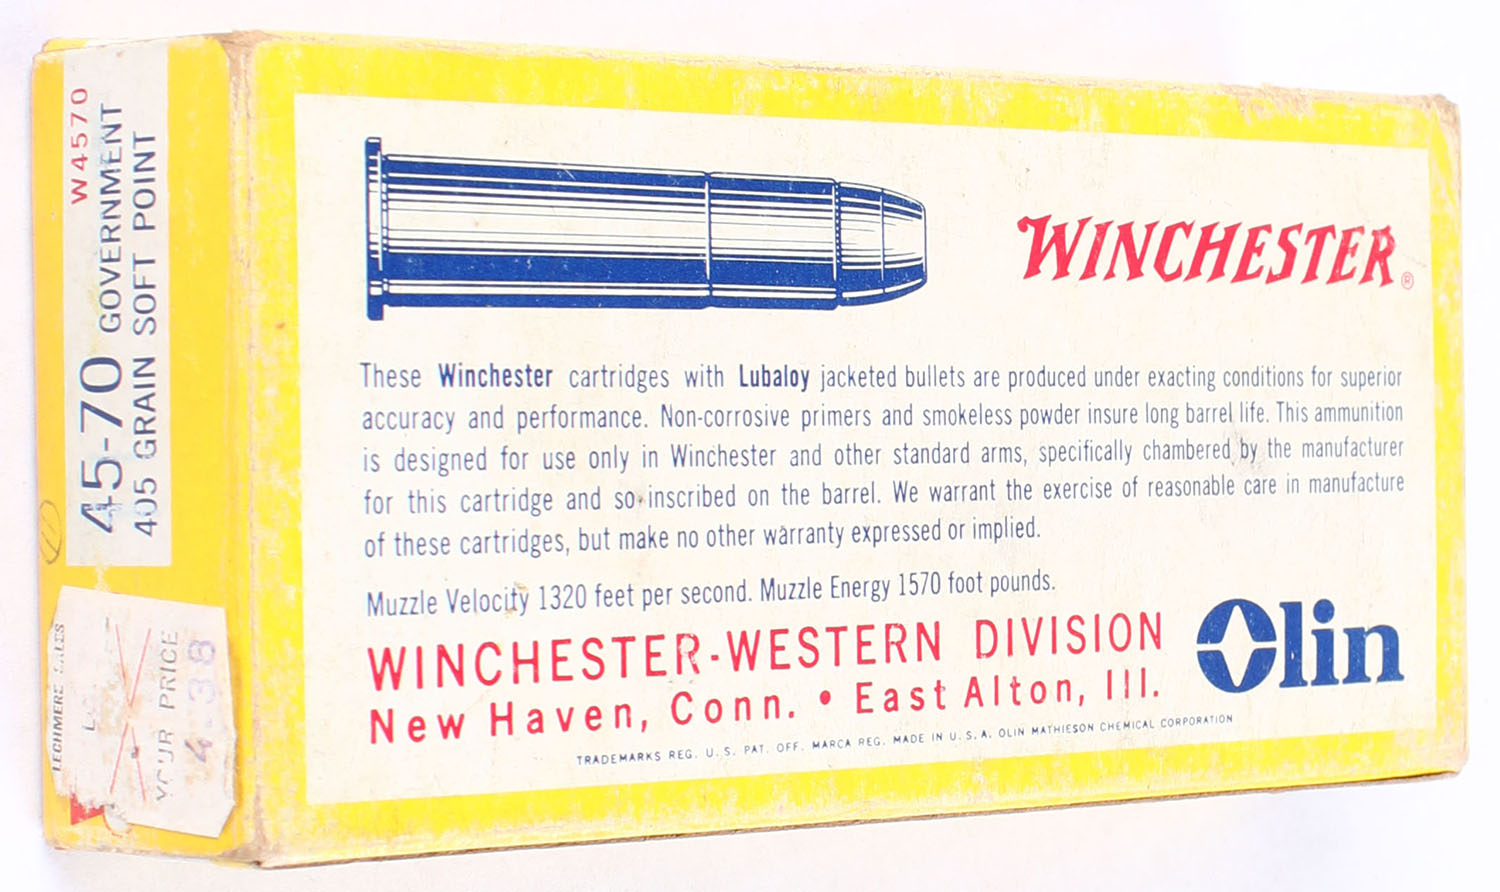 W4570
45-70 GOVERNMENT
405 GRAIN SOFT POINT
LECHMERE SALES
YOUR PRICE
4.38
WINCHESTER®
These Winchester cartridges with Lubaloy jacketed bullets are produced under exacting conditions for superior
accuracy and performance. Non-corrosive primers and smokeless powder insure long barrel life. This ammunition
is designed for use only in Winchester and other standard arms, specifically chambered by the manufacturer
for this cartridge and so inscribed on the barrel. We warrant the exercise of reasonable care in manufacture
of these cartridges, but make no other warranty expressed or implied.
Muzzle Velocity 1320 feet per second. Muzzle Energy 1570 foot pounds.
WINCHESTER-WESTERN DIVISION
New Haven, Conn. • East Alton, Ill.
Olin
TRADEMARKS REG. U.S. PAT. OFF. MARCA REG. MADE IN U.S.A. OLIN MATHIESON CHEMICAL CORPORATION